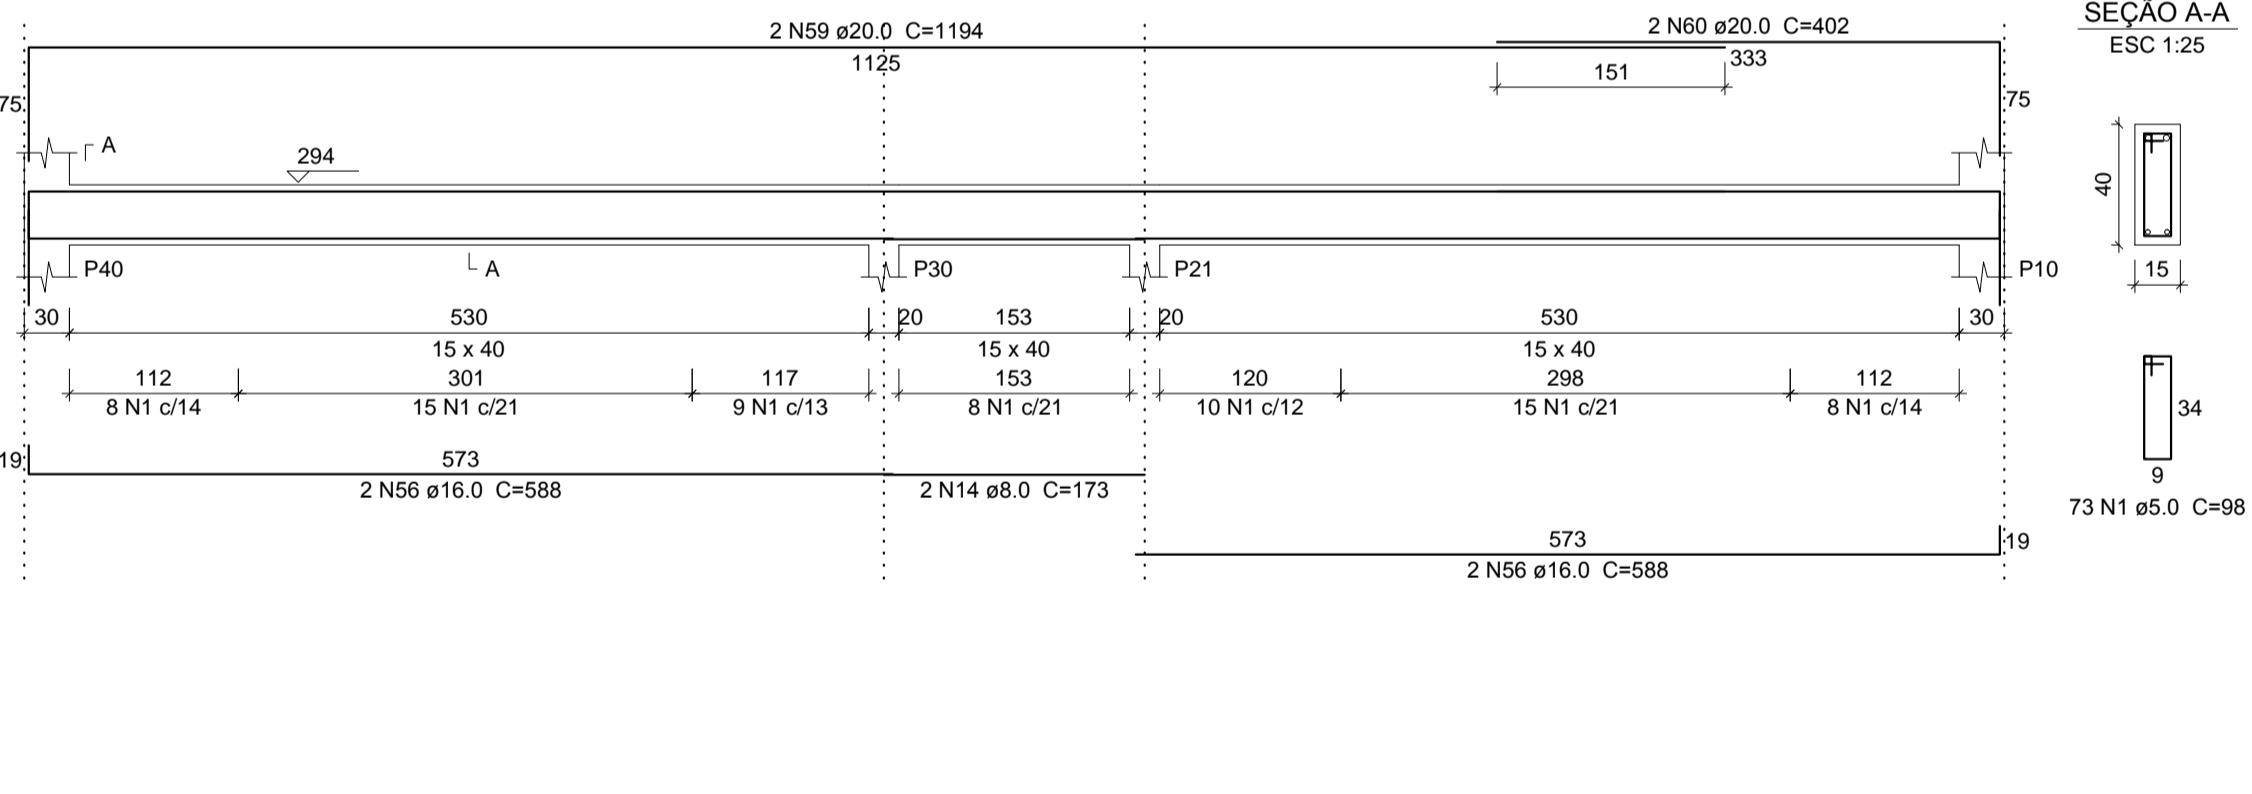 2 N59 ø20.0 C=1194
1125
2 N60 ø20.0 C=402
333
151
75
75
A
294
A
P40
P30
P21
P10
30
530
20
153
20
530
30
15 x 40
15 x 40
15 x 40
112
301
117
153
120
298
112
8 N1 c/14
15 N1 c/21
9 N1 c/13
8 N1 c/21
10 N1 c/12
15 N1 c/21
8 N1 c/14
19
573
2 N56 ø16.0 C=588
2 N14 ø8.0 C=173
573
19
2 N56 ø16.0 C=588
SEÇÃO A-A
ESC 1:25
40
15
34
9
73 N1 ø5.0 C=98